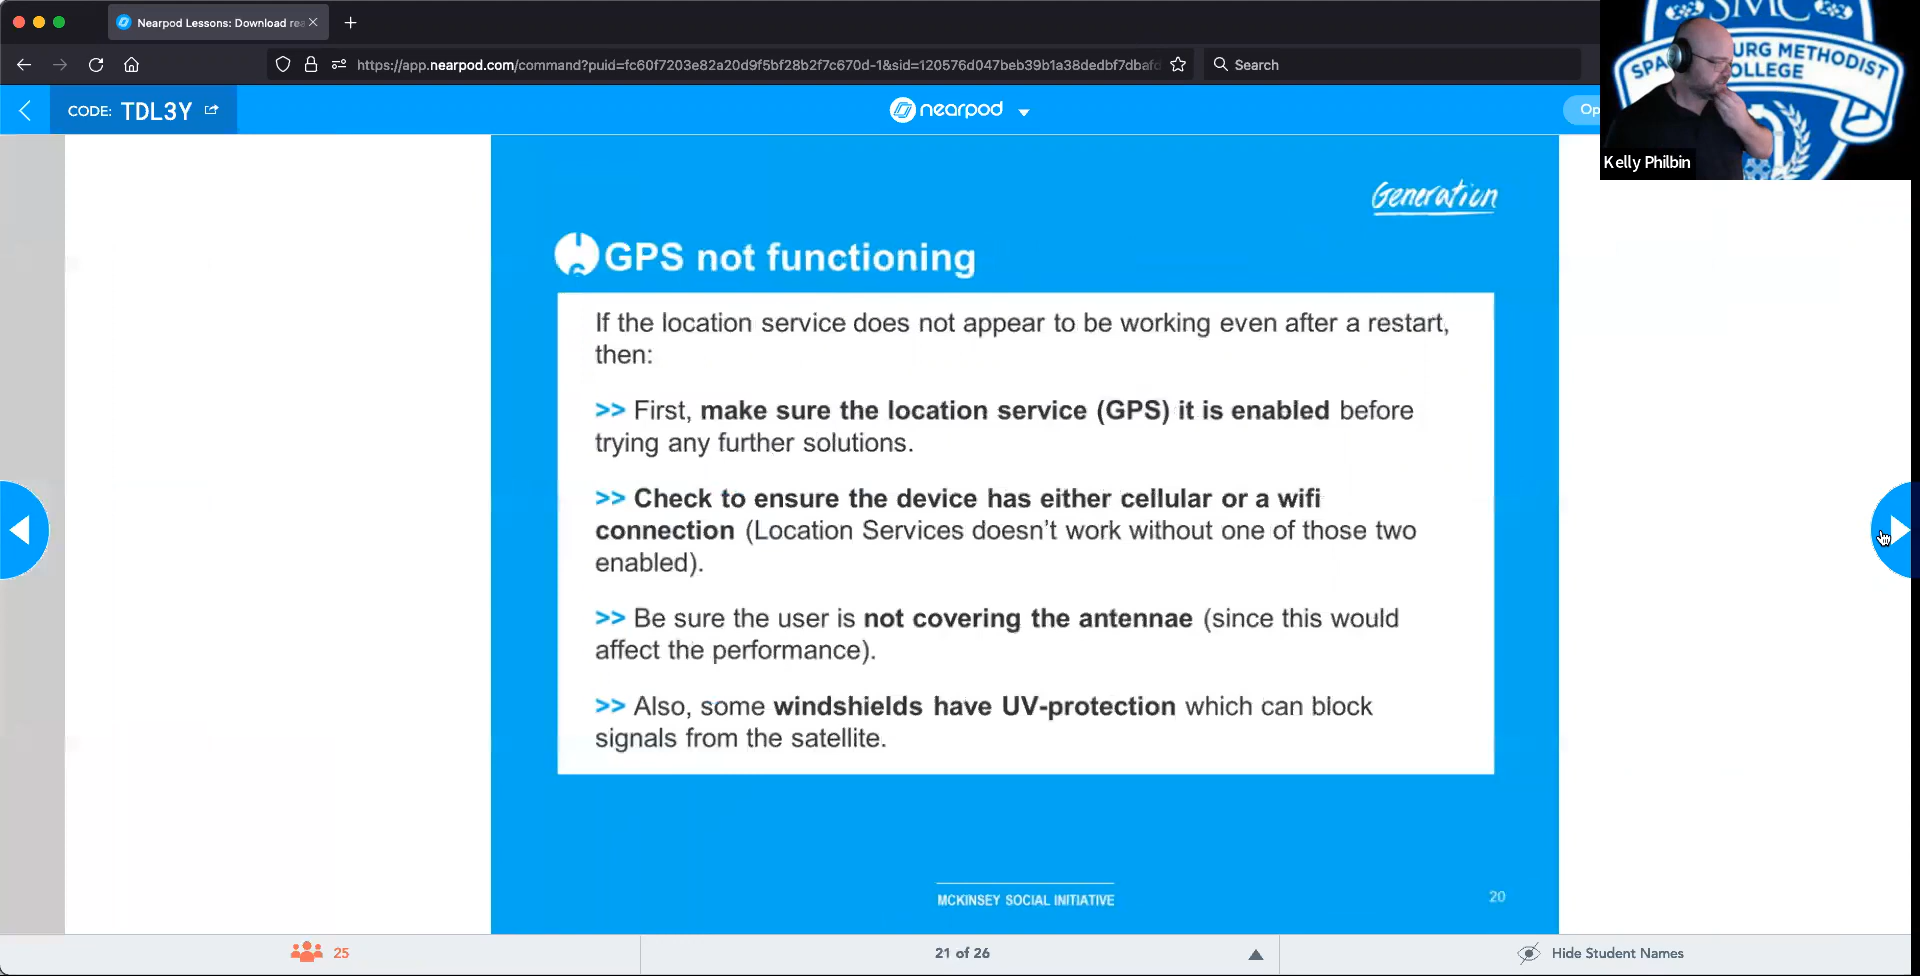 Nearpod Lessons: Download rea
https://app.nearpod.com/command?puid=fc60f7203e82a20d9f5bf28b2f7c670d-1&sid=120576d047beb39b1a38dedbf7dbafd
Search
SMC
SPA URG METHODIST
OLLEGE
Kelly Philbin
CODE: TDL3Y
nearpod
Op
Generation
GPS not functioning
If the location service does not appear to be working even after a restart,
then:
>> First, make sure the location service (GPS) it is enabled before
trying any further solutions.
>> Check to ensure the device has either cellular or a wifi
connection (Location Services doesn't work without one of those two
enabled).
>> Be sure the user is not covering the antennae (since this would
affect the performance).
>> Also, some windshields have UV-protection which can block
signals from the satellite.
MCKINSEY SOCIAL INITIATIVE
20
25
21 of 26
Hide Student Names